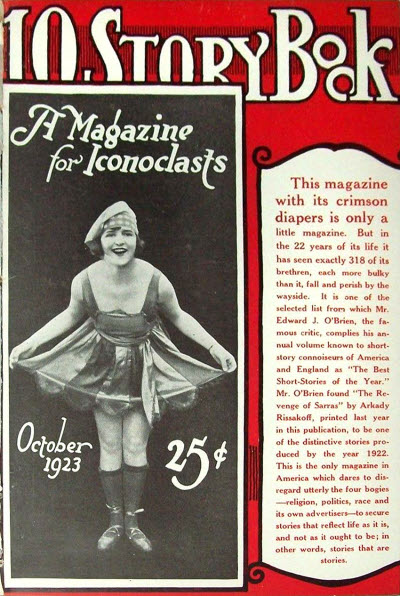 10 STORY BOOK
A Magazine
for Iconoclasts
October
1923
25¢
This magazine
with its crimson
diapers is only a
little magazine. But in
the 22 years of its life it
has seen exactly 318 of its
brethren, each more bulky
than it, fall and perish by the
wayside. It is one of the
selected list from which Mr.
Edward J. O'Brien, the fa-
mous critic, complies his an-
nual volume known to short-
story connoiseurs of America
and England as "The Best
Short-Stories of the Year."
Mr. O'Brien found "The Re-
venge of Sarras" by Arkady
Rissakoff, printed last year
in this publication, to be one
of the distinctive stories pro-
duced by the year 1922.
This is the only magazine in
America which dares to dis-
regard utterly the four bogies
—religion, politics, race and
its own advertisers—to secure
stories that reflect life as it is,
and not as it ought to be; in
other words, stories that are
stories.